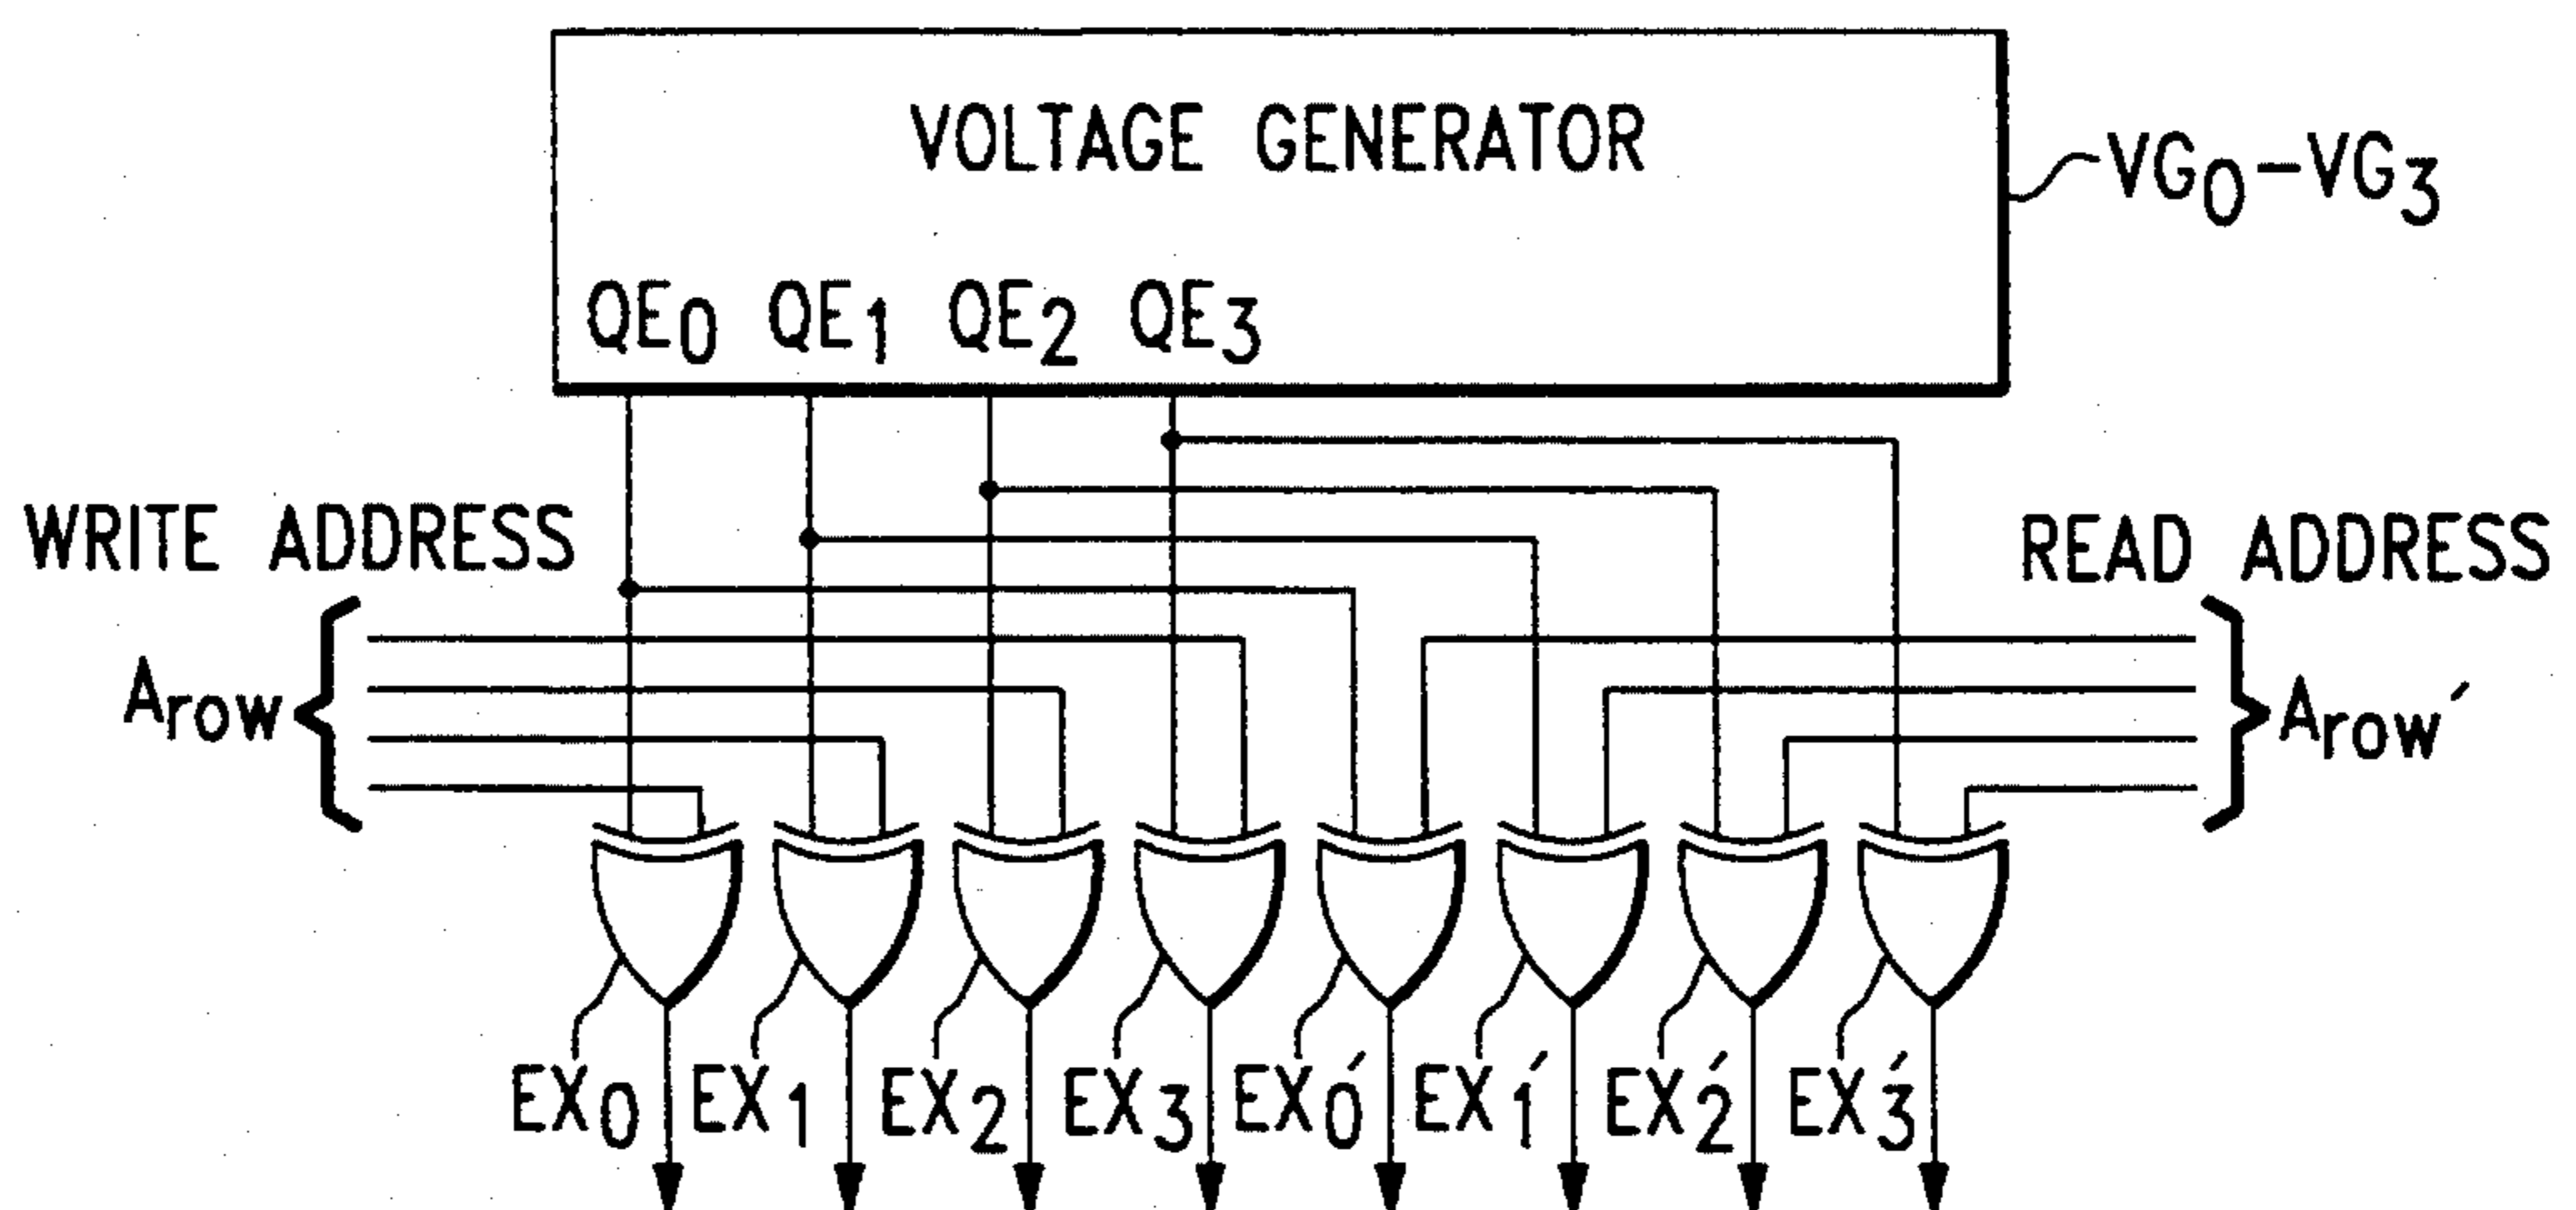 VOLTAGE GENERATOR
VG0-VG3
QE0 QE1 QE2 QE3
WRITE ADDRESS
READ ADDRESS
Arow
Arow′
EX0 EX1 EX2 EX3 EX0′ EX1′ EX2′ EX3′